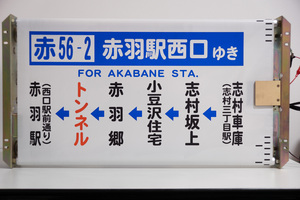 赤56-2 赤羽駅西口ゆき
FOR AKABANE STA.
志村車庫
(志村三丁目駅)
志村坂上
小豆沢住宅
赤羽郷
トンネル
(西口駅前通り)
赤羽駅